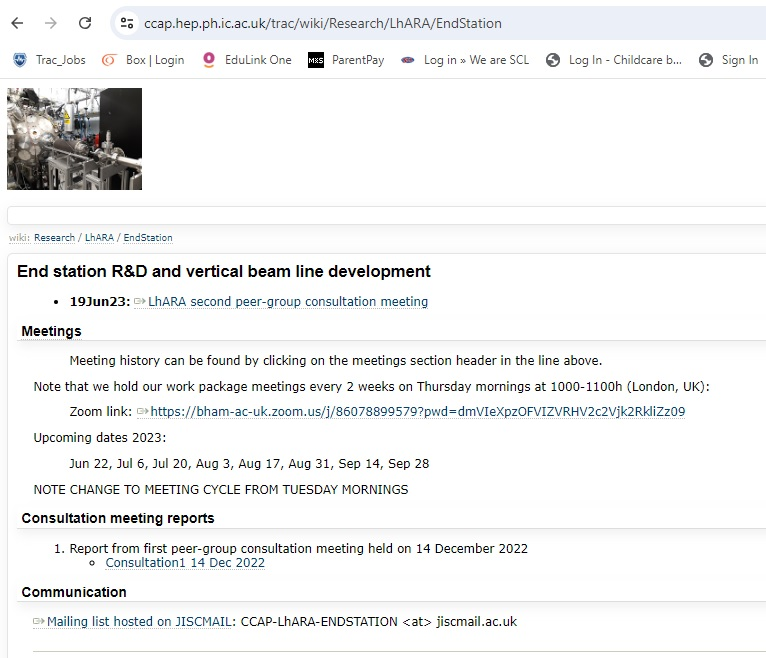 ccap.hep.ph.ic.ac.uk/trac/wiki/Research/LhARA/EndStation
Trac_Jobs Box | Login EduLink One M×S ParentPay Log in » We are SCL Log In - Childcare b... Sign In
wiki: Research / LhARA / EndStation
End station R&D and vertical beam line development
• 19Jun23: LhARA second peer-group consultation meeting
Meetings
Meeting history can be found by clicking on the meetings section header in the line above.
Note that we hold our work package meetings every 2 weeks on Thursday mornings at 1000-1100h (London, UK):
Zoom link: https://bham-ac-uk.zoom.us/j/86078899579?pwd=dmVIeXpzOFVIZVRHV2c2Vjk2RkliZz09
Upcoming dates 2023:
Jun 22, Jul 6, Jul 20, Aug 3, Aug 17, Aug 31, Sep 14, Sep 28
NOTE CHANGE TO MEETING CYCLE FROM TUESDAY MORNINGS
Consultation meeting reports
1. Report from first peer-group consultation meeting held on 14 December 2022
Consultation1 14 Dec 2022
Communication
Mailing list hosted on JISCMAIL: CCAP-LhARA-ENDSTATION <at> jiscmail.ac.uk